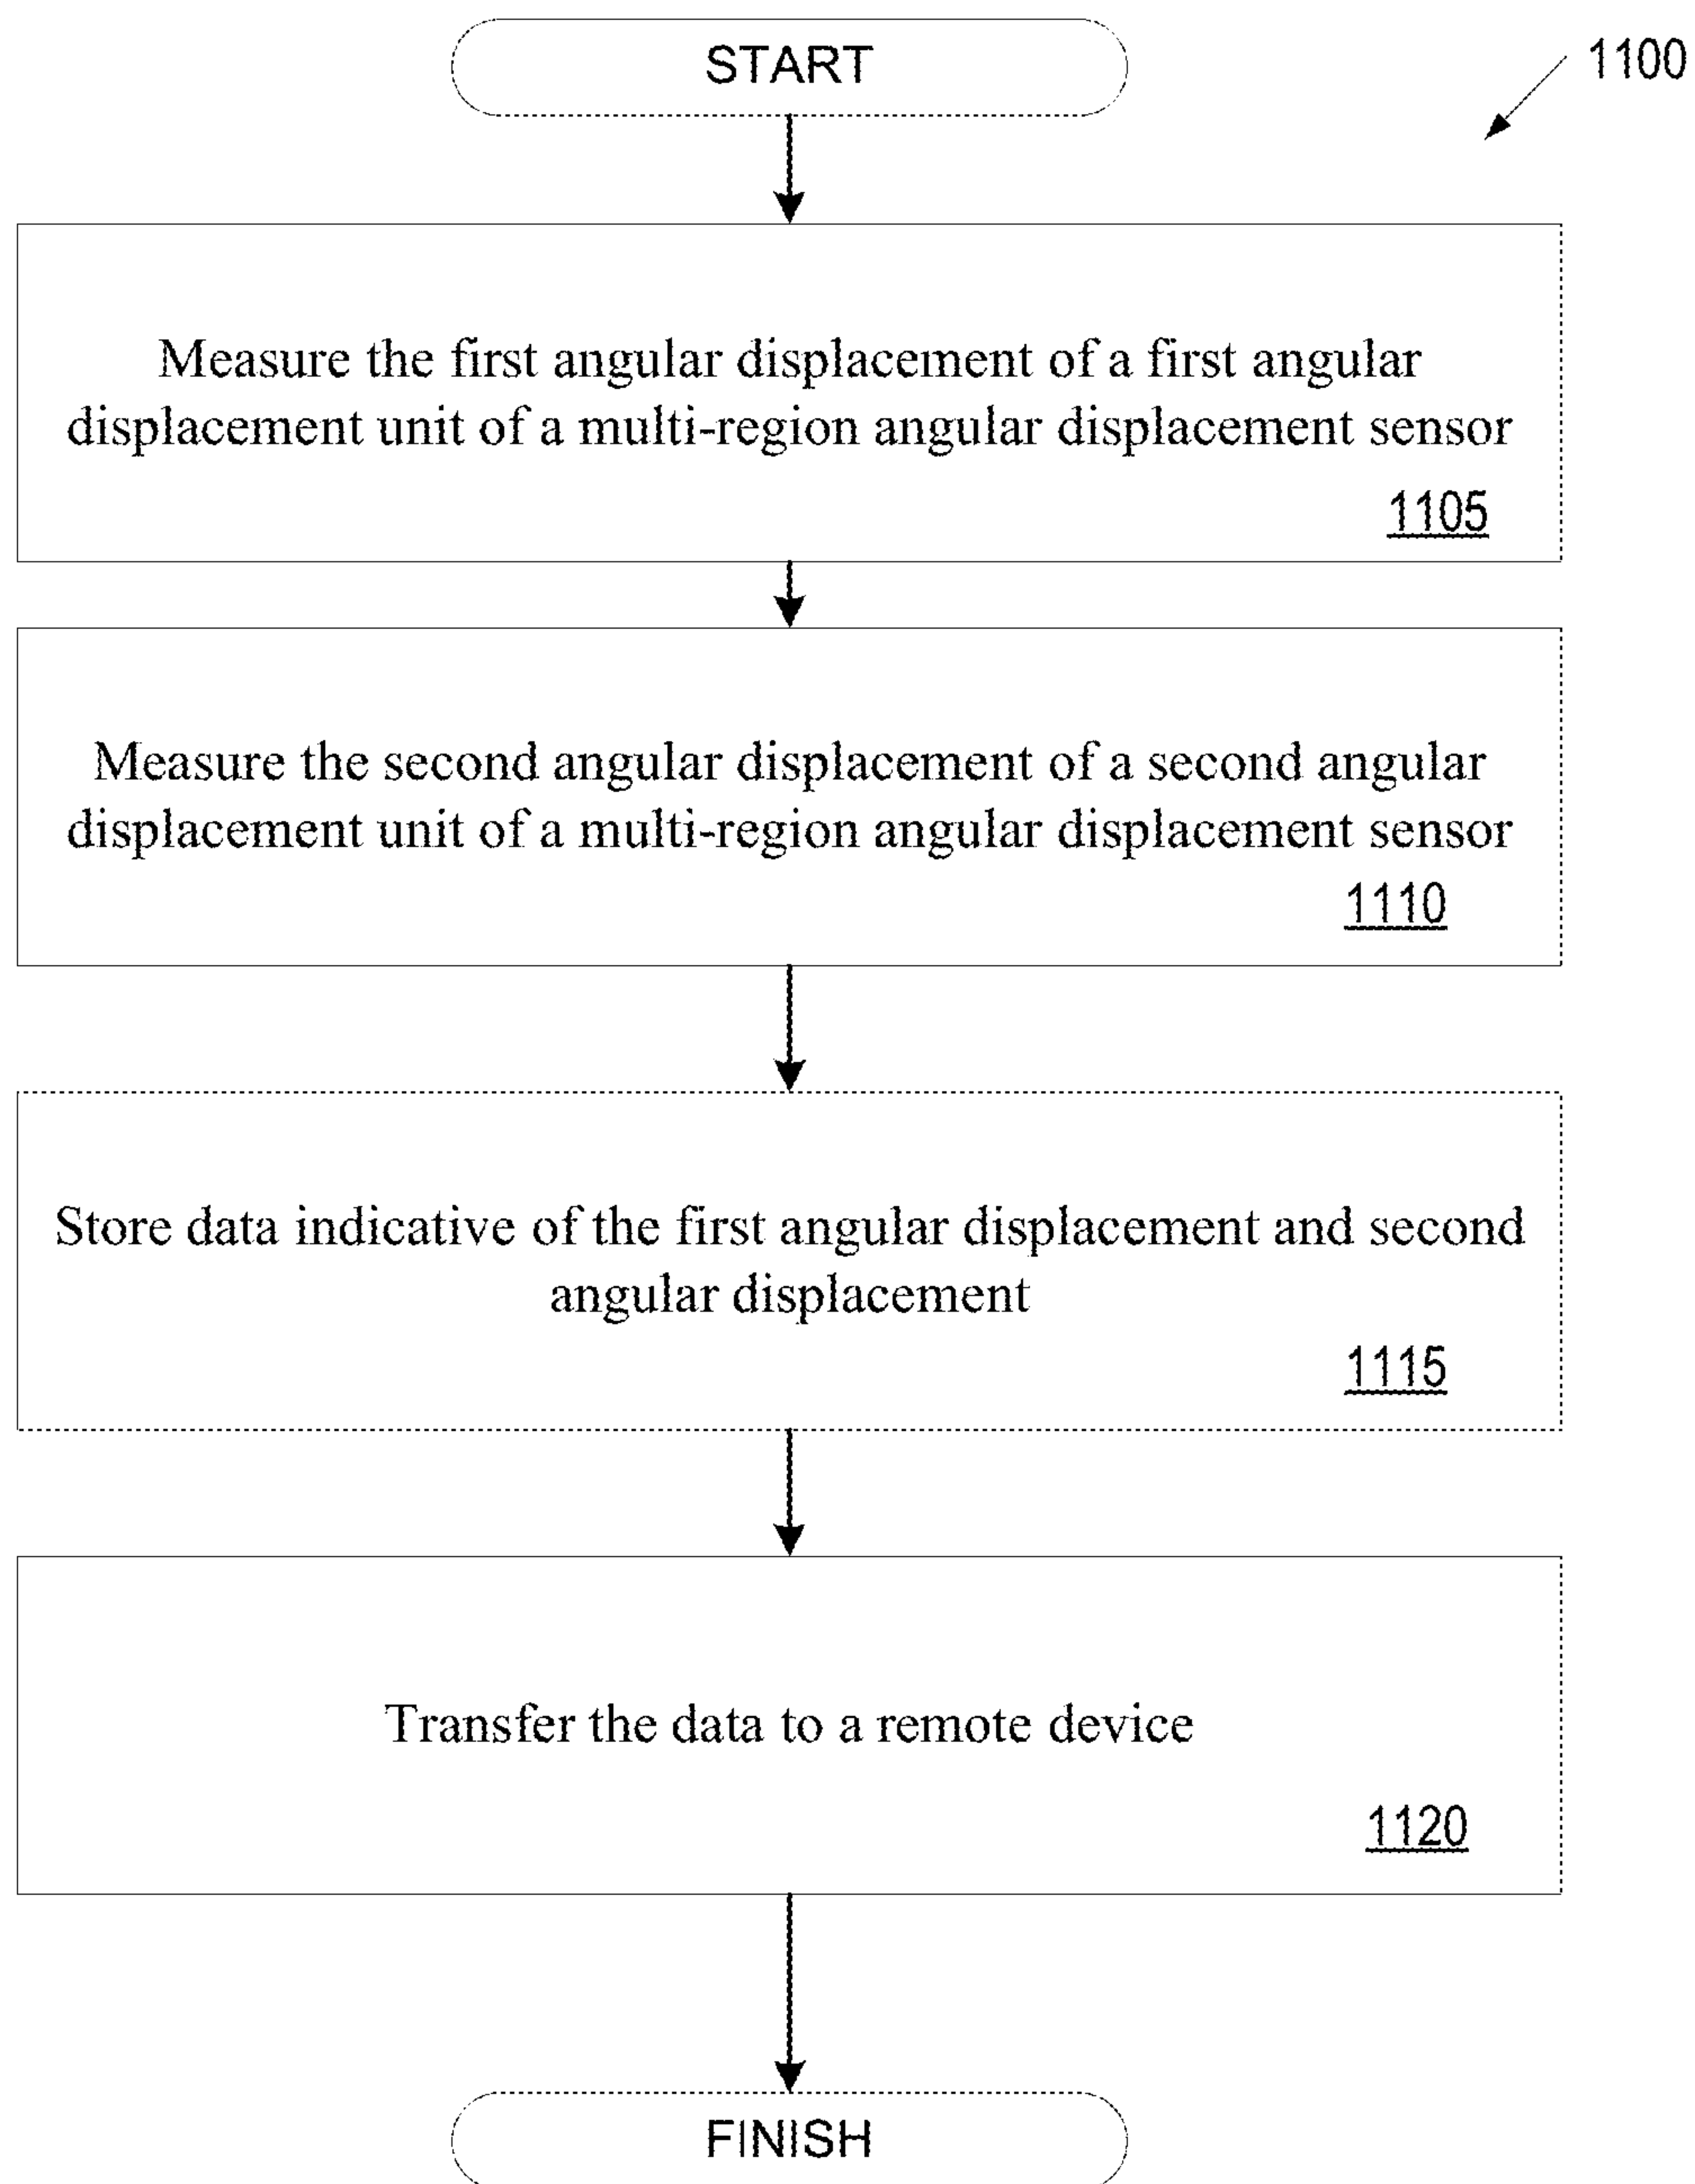 START
1100
Measure the first angular displacement of a first angular
displacement unit of a multi-region angular displacement sensor
1105
Measure the second angular displacement of a second angular
displacement unit of a multi-region angular displacement sensor
1110
Store data indicative of the first angular displacement and second
angular displacement
1115
Transfer the data to a remote device
1120
FINISH